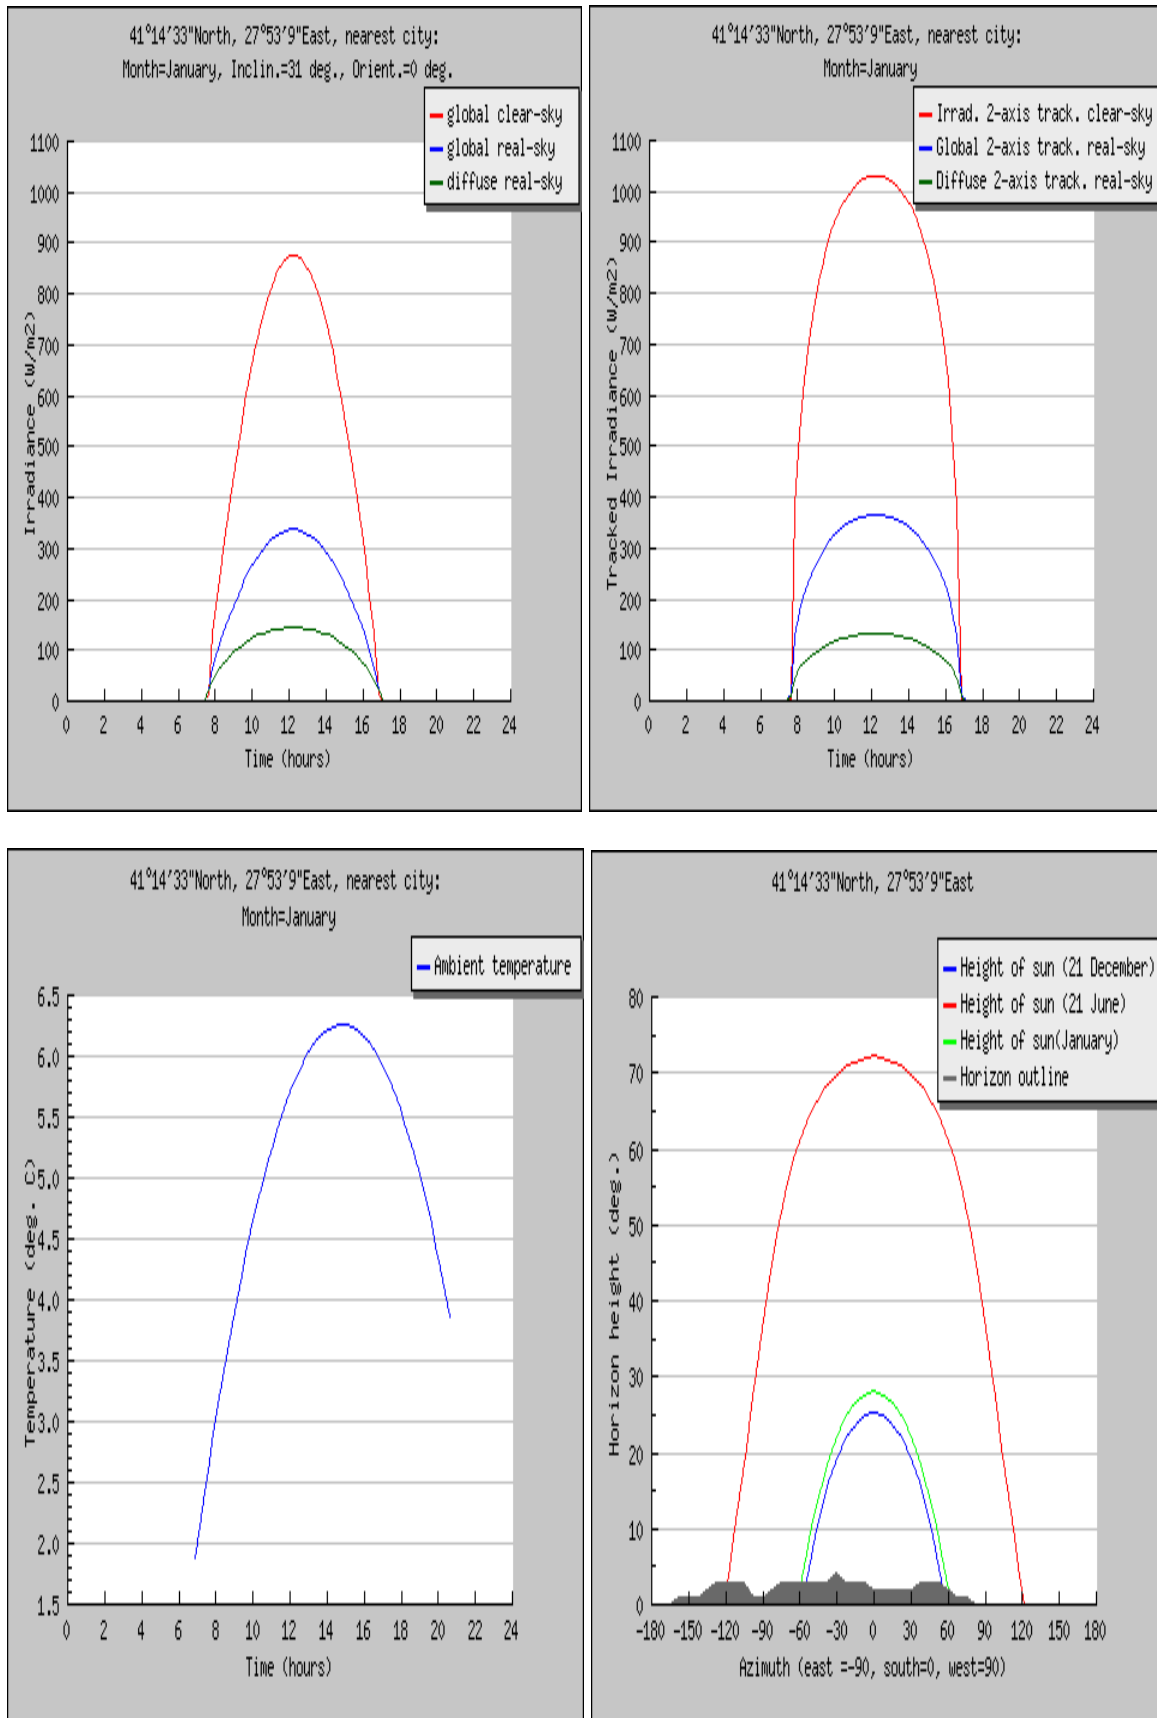 41°14'33"North, 27°53'9"East, nearest city:
Month=January, Inclin.=31 deg., Orient.=0 deg.
global clear-sky
global real-sky
diffuse real-sky
Irradiance (W/m2)
1100
1000
900
800
700
600
500
400
300
200
100
0
0 2 4 6 8 10 12 14 16 18 20 22 24
Time (hours)
41°14'33"North, 27°53'9"East, nearest city:
Month=January
Irrad. 2-axis track. clear-sky
Global 2-axis track. real-sky
Diffuse 2-axis track. real-sky
Tracked Irradiance (W/m2)
1100
1000
900
800
700
600
500
400
300
200
100
0
0 2 4 6 8 10 12 14 16 18 20 22 24
Time (hours)
41°14'33"North, 27°53'9"East, nearest city:
Month=January
Ambient temperature
Temperature (deg. C)
6.5
6.0
5.5
5.0
4.5
4.0
3.5
3.0
2.5
2.0
1.5
0 2 4 6 8 10 12 14 16 18 20 22 24
Time (hours)
41°14'33"North, 27°53'9"East
Height of sun (21 December)
Height of sun (21 June)
Height of sun(January)
Horizon outline
Horizon height (deg.)
80
70
60
50
40
30
20
10
0
-180 -150 -120 -90 -60 -30 0 30 60 90 120 150 180
Azimuth (east =-90, south=0, west=90)